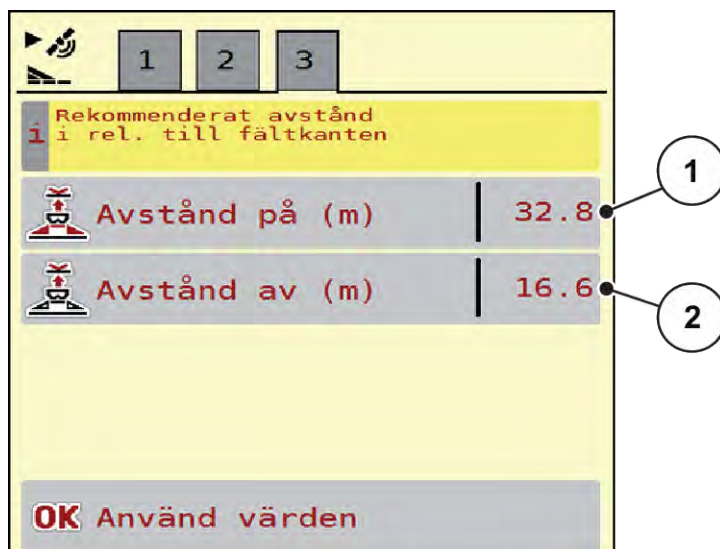 1 2 3
i Rekommenderat avstånd
i rel. till fältkanten
Avstånd på (m) 32.8
1
Avstånd av (m) 16.6
2
OK Använd värden